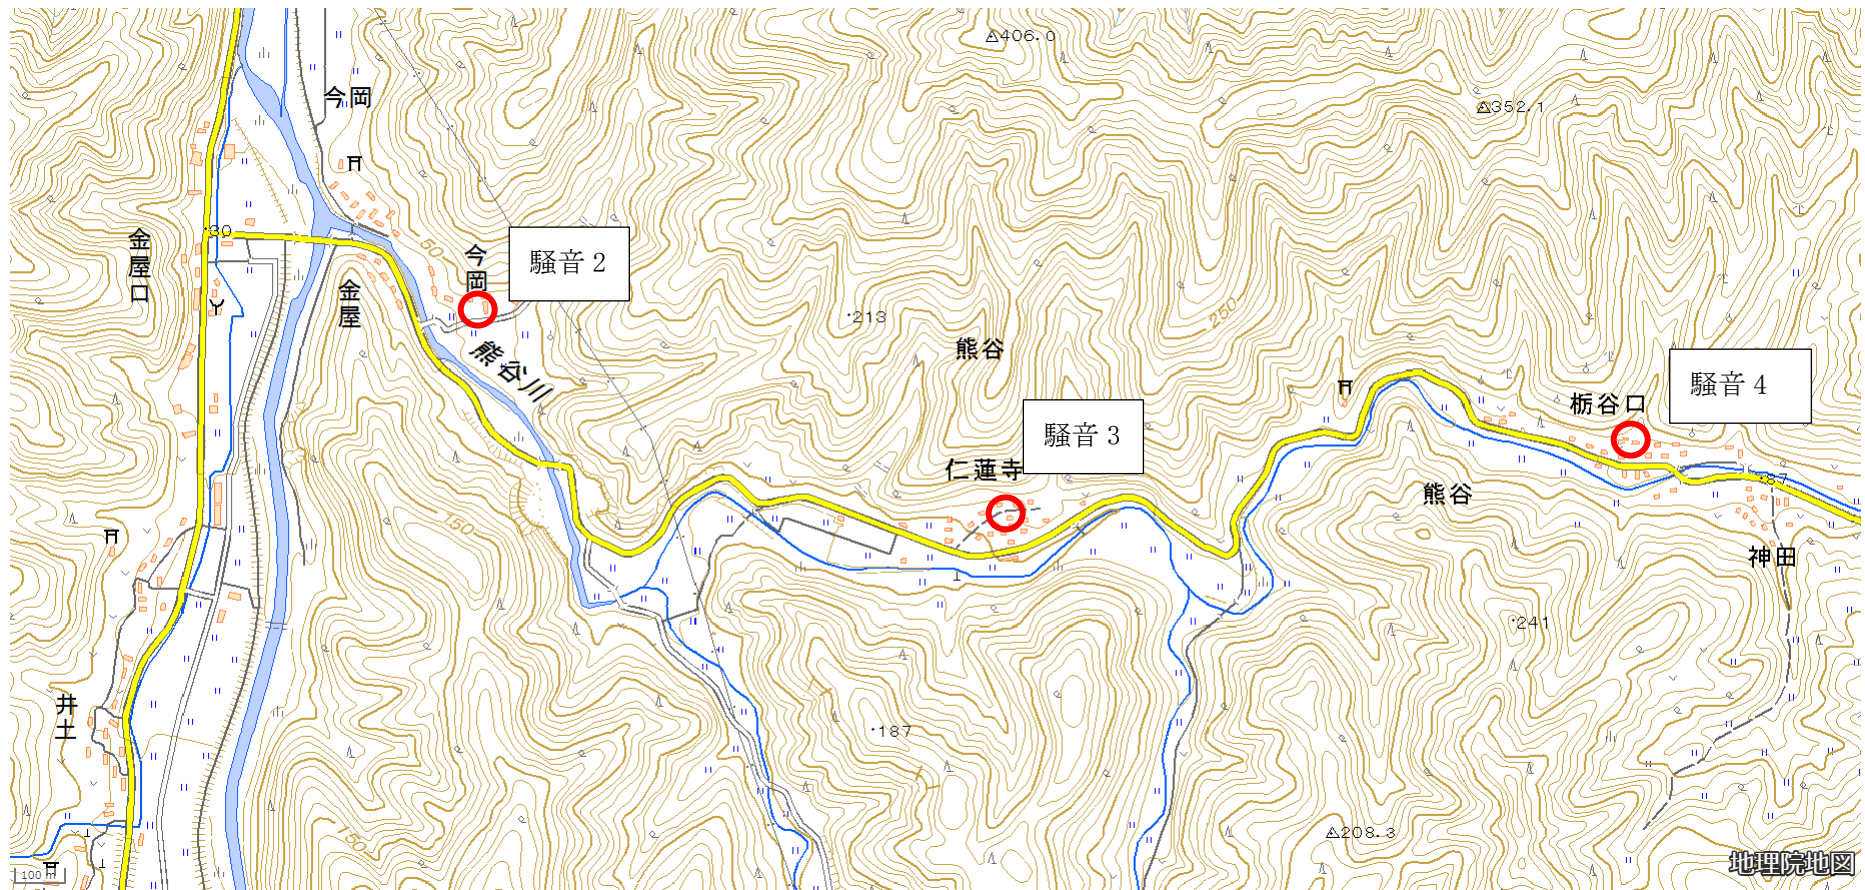 406.0
352.1
今岡
30
金屋口
50
今岡
騒音2
金屋
213
熊谷
250
熊谷川
騒音3
騒音4
栃谷口
仁蓮寺
熊谷
87
150
神田
241
井土
187
208.3
50
100 m
地理院地図